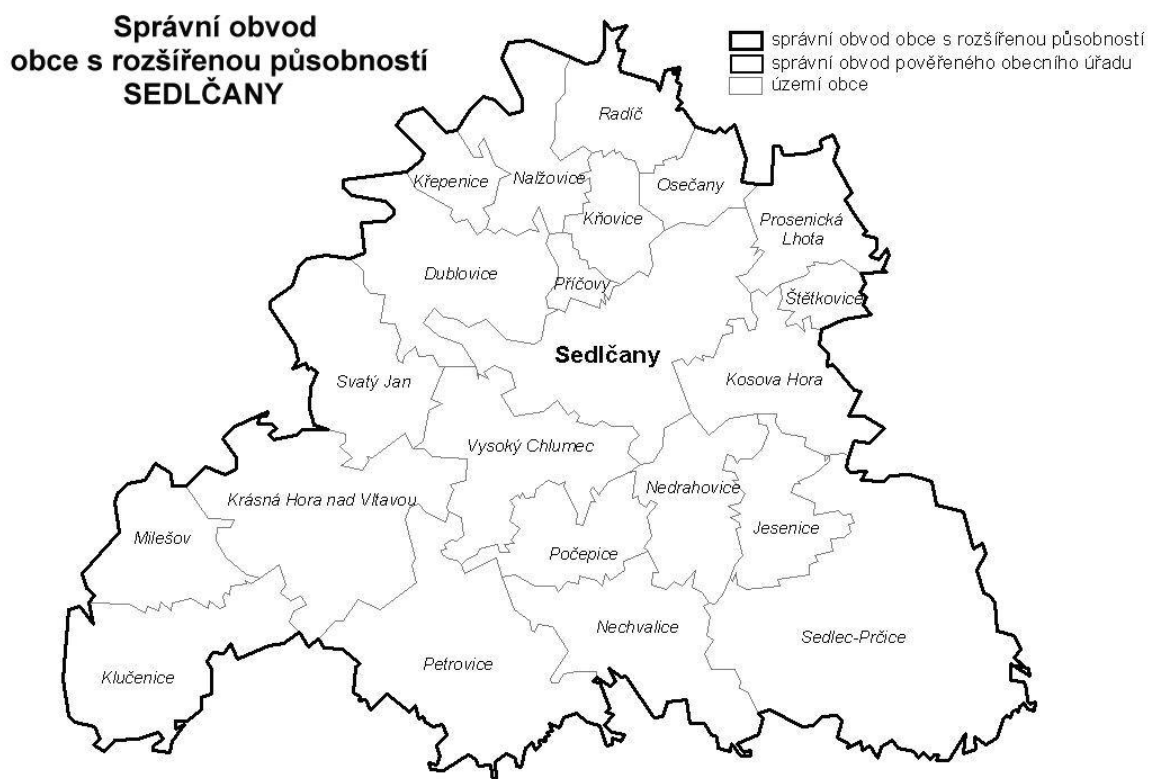 Správní obvod
obce s rozšířenou působností
SEDLČANY
správní obvod obce s rozšířenou působností
správní obvod pověřeného obecního úřadu
území obce
Radíč
Křepenice
Nalžovice
Osečany
Kňovice
Prosenická
Lhota
Dublovice
Příčovy
Štětkovice
Sedlčany
Svatý Jan
Kosova Hora
Vysoký Chlumec
Krásná Hora nad Vltavou
Nedrahovice
Milešov
Jesenice
Počepice
Nechvalice
Sedlec-Prčice
Petrovice
Klučenice